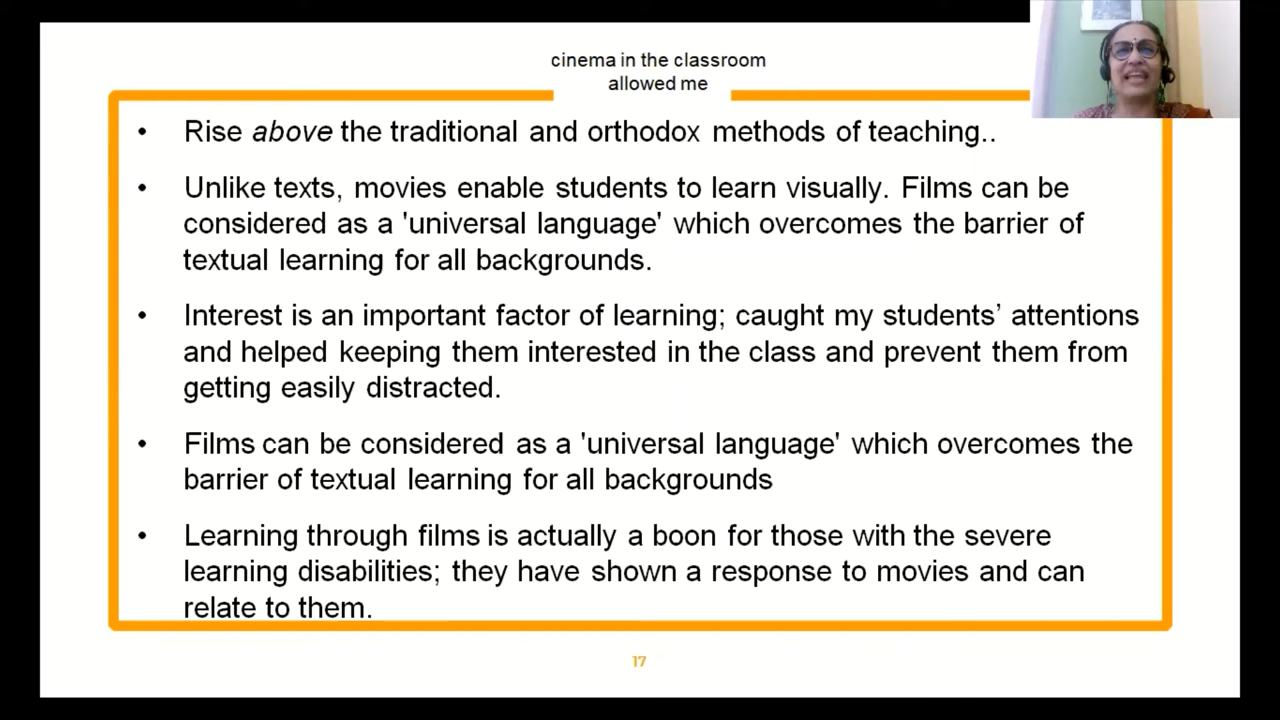 cinema in the classroom
allowed me
• Rise above the traditional and orthodox methods of teaching..
• Unlike texts, movies enable students to learn visually. Films can be
considered as a 'universal language' which overcomes the barrier of
textual learning for all backgrounds.
• Interest is an important factor of learning; caught my students’ attentions
and helped keeping them interested in the class and prevent them from
getting easily distracted.
• Films can be considered as a 'universal language' which overcomes the
barrier of textual learning for all backgrounds
• Learning through films is actually a boon for those with the severe
learning disabilities; they have shown a response to movies and can
relate to them.
17